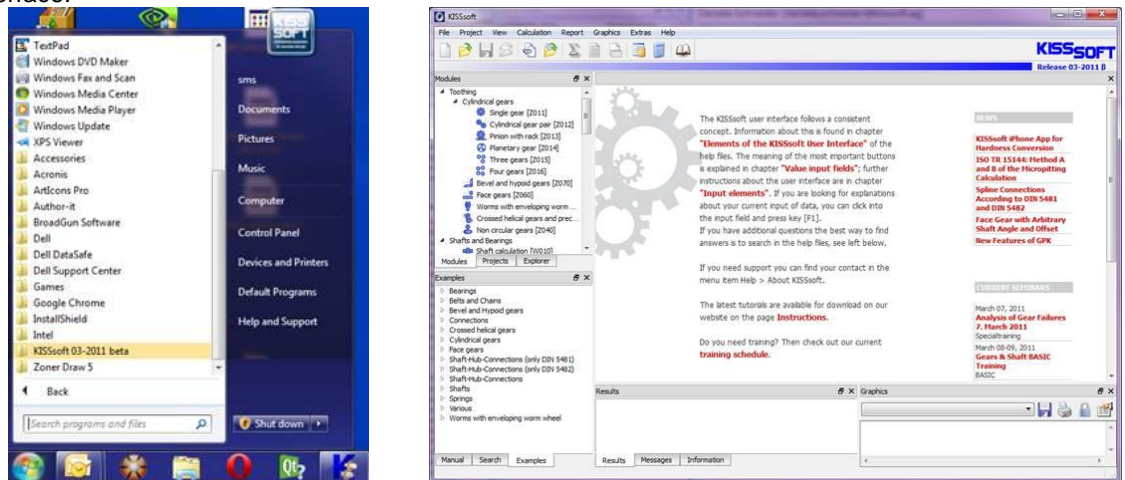 KISS
SOFT
TextPad
Windows DVD Maker
Windows Fax and Scan
Windows Media Center
Windows Media Player
Windows Update
XPS Viewer
Accessories
Acronis
ArtIcons Pro
Author-it
BroadGun Software
Dell
Dell DataSafe
Dell Support Center
Games
Google Chrome
InstallShield
Intel
KISSsoft 03-2011 beta
Zoner Draw 5
Back
Search programs and files
sms
Documents
Pictures
Music
Computer
Control Panel
Devices and Printers
Default Programs
Help and Support
Shut down
KISSsoft
File Project View Calculation Report Graphics Extras Help
KISSSOFT
Release 03-2011 β
Modules
Toothing
Cylindrical gears
Single gear [Z011]
Cylindrical gear pair [Z012]
Pinion with rack [Z013]
Planetary gear [Z014]
Three gears [Z015]
Four gears [Z016]
Bevel and hypoid gears [Z070]
Face gears [Z060]
Worms with enveloping worm ...
Crossed helical gears and prec...
Non circular gears [Z040]
Shafts and Bearings
Shaft calculation [W010]
Modules Projects Explorer
Examples
Bearings
Belts and Chains
Bevel and Hypoid gears
Connections
Crossed helical gears
Cylindrical gears
Face gears
Shaft-Hub-Connections (only DIN 5481)
Shaft-Hub-Connections (only DIN 5482)
Shaft-Hub-Connections
Shafts
Springs
Various
Worms with enveloping worm wheel
Manual Search Examples
The KISSsoft user interface follows a consistent
concept. Information about this is found in chapter
"Elements of the KISSsoft User Interface" of the
help files. The meaning of the most important buttons
is explained in chapter "Value input fields"; further
instructions about the user interface are in chapter
"Input elements". If you are looking for explanations
about your current input of data, you can click into
the input field and press key [F1].
If you have additional questions the best way to find
answers is to search in the help files, see left below.
If you need support you can find your contact in the
menu item Help > About KISSsoft.
The latest tutorials are available for download on our
website on the page Instructions.
Do you need training? Then check out our current
training schedule.
NEWS
KISSsoft iPhone App for
Hardness Conversion
ISO TR 15144: Method A
and B of the Micropitting
Calculation
Spline Connections
According to DIN 5481
and DIN 5482
Face Gear with Arbitrary
Shaft Angle and Offset
New Features of GPK
CURRENT SEMINARS
March 07, 2011
Analysis of Gear Failures
7. March 2011
Specialtraining
March 08-09, 2011
Gears & Shaft BASIC
Training
BASIC
Results
Graphics
Results Messages Information